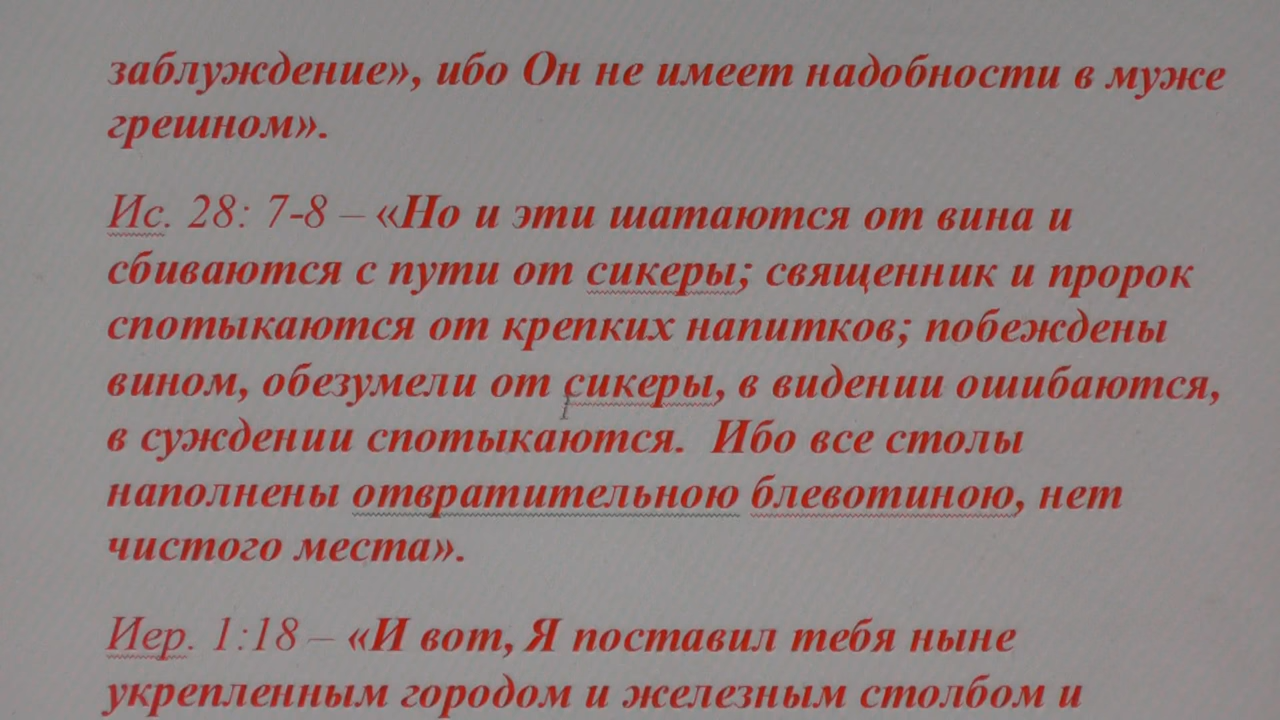 заблуждение», ибо Он не имеет надобности в муже
грешном».
Ис. 28: 7-8 – «Но и эти шатаются от вина и
сбиваются с пути от сикеры; священник и пророк
спотыкаются от крепких напитков; побеждены
вином, обезумели от сикеры, в видении ошибаются,
в суждении спотыкаются.  Ибо все столы
наполнены отвратительною блевотиною, нет
чистого места».
Иер. 1:18 – «И вот, Я поставил тебя ныне
укрепленным городом и железным столбом и